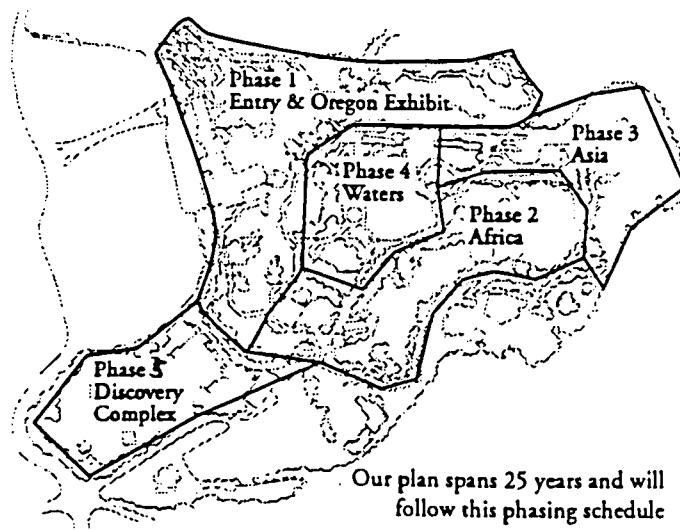 Phase 1
Entry & Oregon Exhibit
Phase 3
Asia
Phase 4
Waters
Phase 2
Africa
Phase 5
Discovery
Complex
Our plan spans 25 years and will
follow this phasing schedule